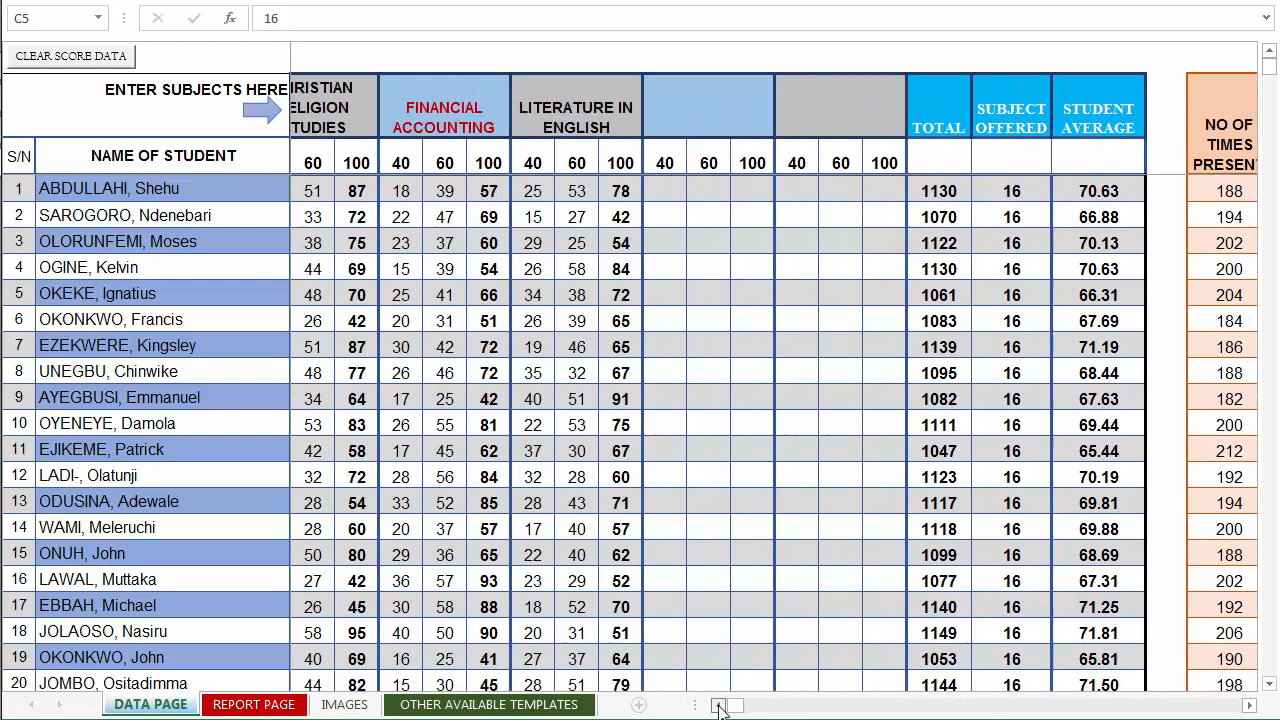 C5 fx 16
CLEAR SCORE DATA
ENTER SUBJECTS HERE
IRISTIAN
ELIGION
TUDIES
FINANCIAL
ACCOUNTING
LITERATURE IN
ENGLISH
TOTAL
SUBJECT
OFFERED
STUDENT
AVERAGE
NO OF
TIMES
PRESEN
S/N NAME OF STUDENT 60 100 40 60 100 40 60 100 40 60 100 40 60 100
1 ABDULLAHI, Shehu 51 87 18 39 57 25 53 78 1130 16 70.63 188
2 SAROGORO, Ndenebari 33 72 22 47 69 15 27 42 1070 16 66.88 194
3 OLORUNFEMI, Moses 38 75 23 37 60 29 25 54 1122 16 70.13 202
4 OGINE, Kelvin 44 69 15 39 54 26 58 84 1130 16 70.63 200
5 OKEKE, Ignatius 48 70 25 41 66 34 38 72 1061 16 66.31 204
6 OKONKWO, Francis 26 42 20 31 51 26 39 65 1083 16 67.69 184
7 EZEKWERE, Kingsley 51 87 30 42 72 19 46 65 1139 16 71.19 186
8 UNEGBU, Chinwike 48 77 26 46 72 35 32 67 1095 16 68.44 188
9 AYEGBUSI, Emmanuel 34 64 17 25 42 40 51 91 1082 16 67.63 182
10 OYENEYE, Damola 53 83 26 55 81 22 53 75 1111 16 69.44 200
11 EJIKEME, Patrick 42 58 17 45 62 37 30 67 1047 16 65.44 212
12 LADI-, Olatunji 32 72 28 56 84 32 28 60 1123 16 70.19 192
13 ODUSINA, Adewale 28 54 33 52 85 28 43 71 1117 16 69.81 194
14 WAMI, Meleruchi 28 60 20 37 57 17 40 57 1118 16 69.88 200
15 ONUH, John 50 80 29 36 65 22 40 62 1099 16 68.69 188
16 LAWAL, Muttaka 27 42 36 57 93 23 29 52 1077 16 67.31 202
17 EBBAH, Michael 26 45 30 58 88 18 52 70 1140 16 71.25 192
18 JOLAOSO, Nasiru 58 95 40 50 90 20 31 51 1149 16 71.81 206
19 OKONKWO, John 40 69 16 25 41 27 37 64 1053 16 65.81 190
20 JOMBO, Ositadimma 44 82 15 30 45 28 51 79 1144 16 71.50 198
DATA PAGE REPORT PAGE IMAGES OTHER AVAILABLE TEMPLATES